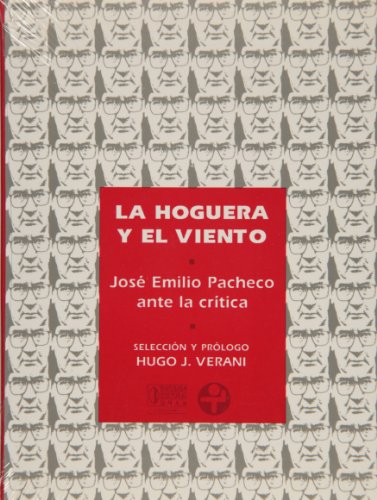 LA HOGUERA
Y EL VIENTO
José Emilio Pacheco
ante la crítica
SELECCIÓN Y PRÓLOGO
HUGO J. VERANI